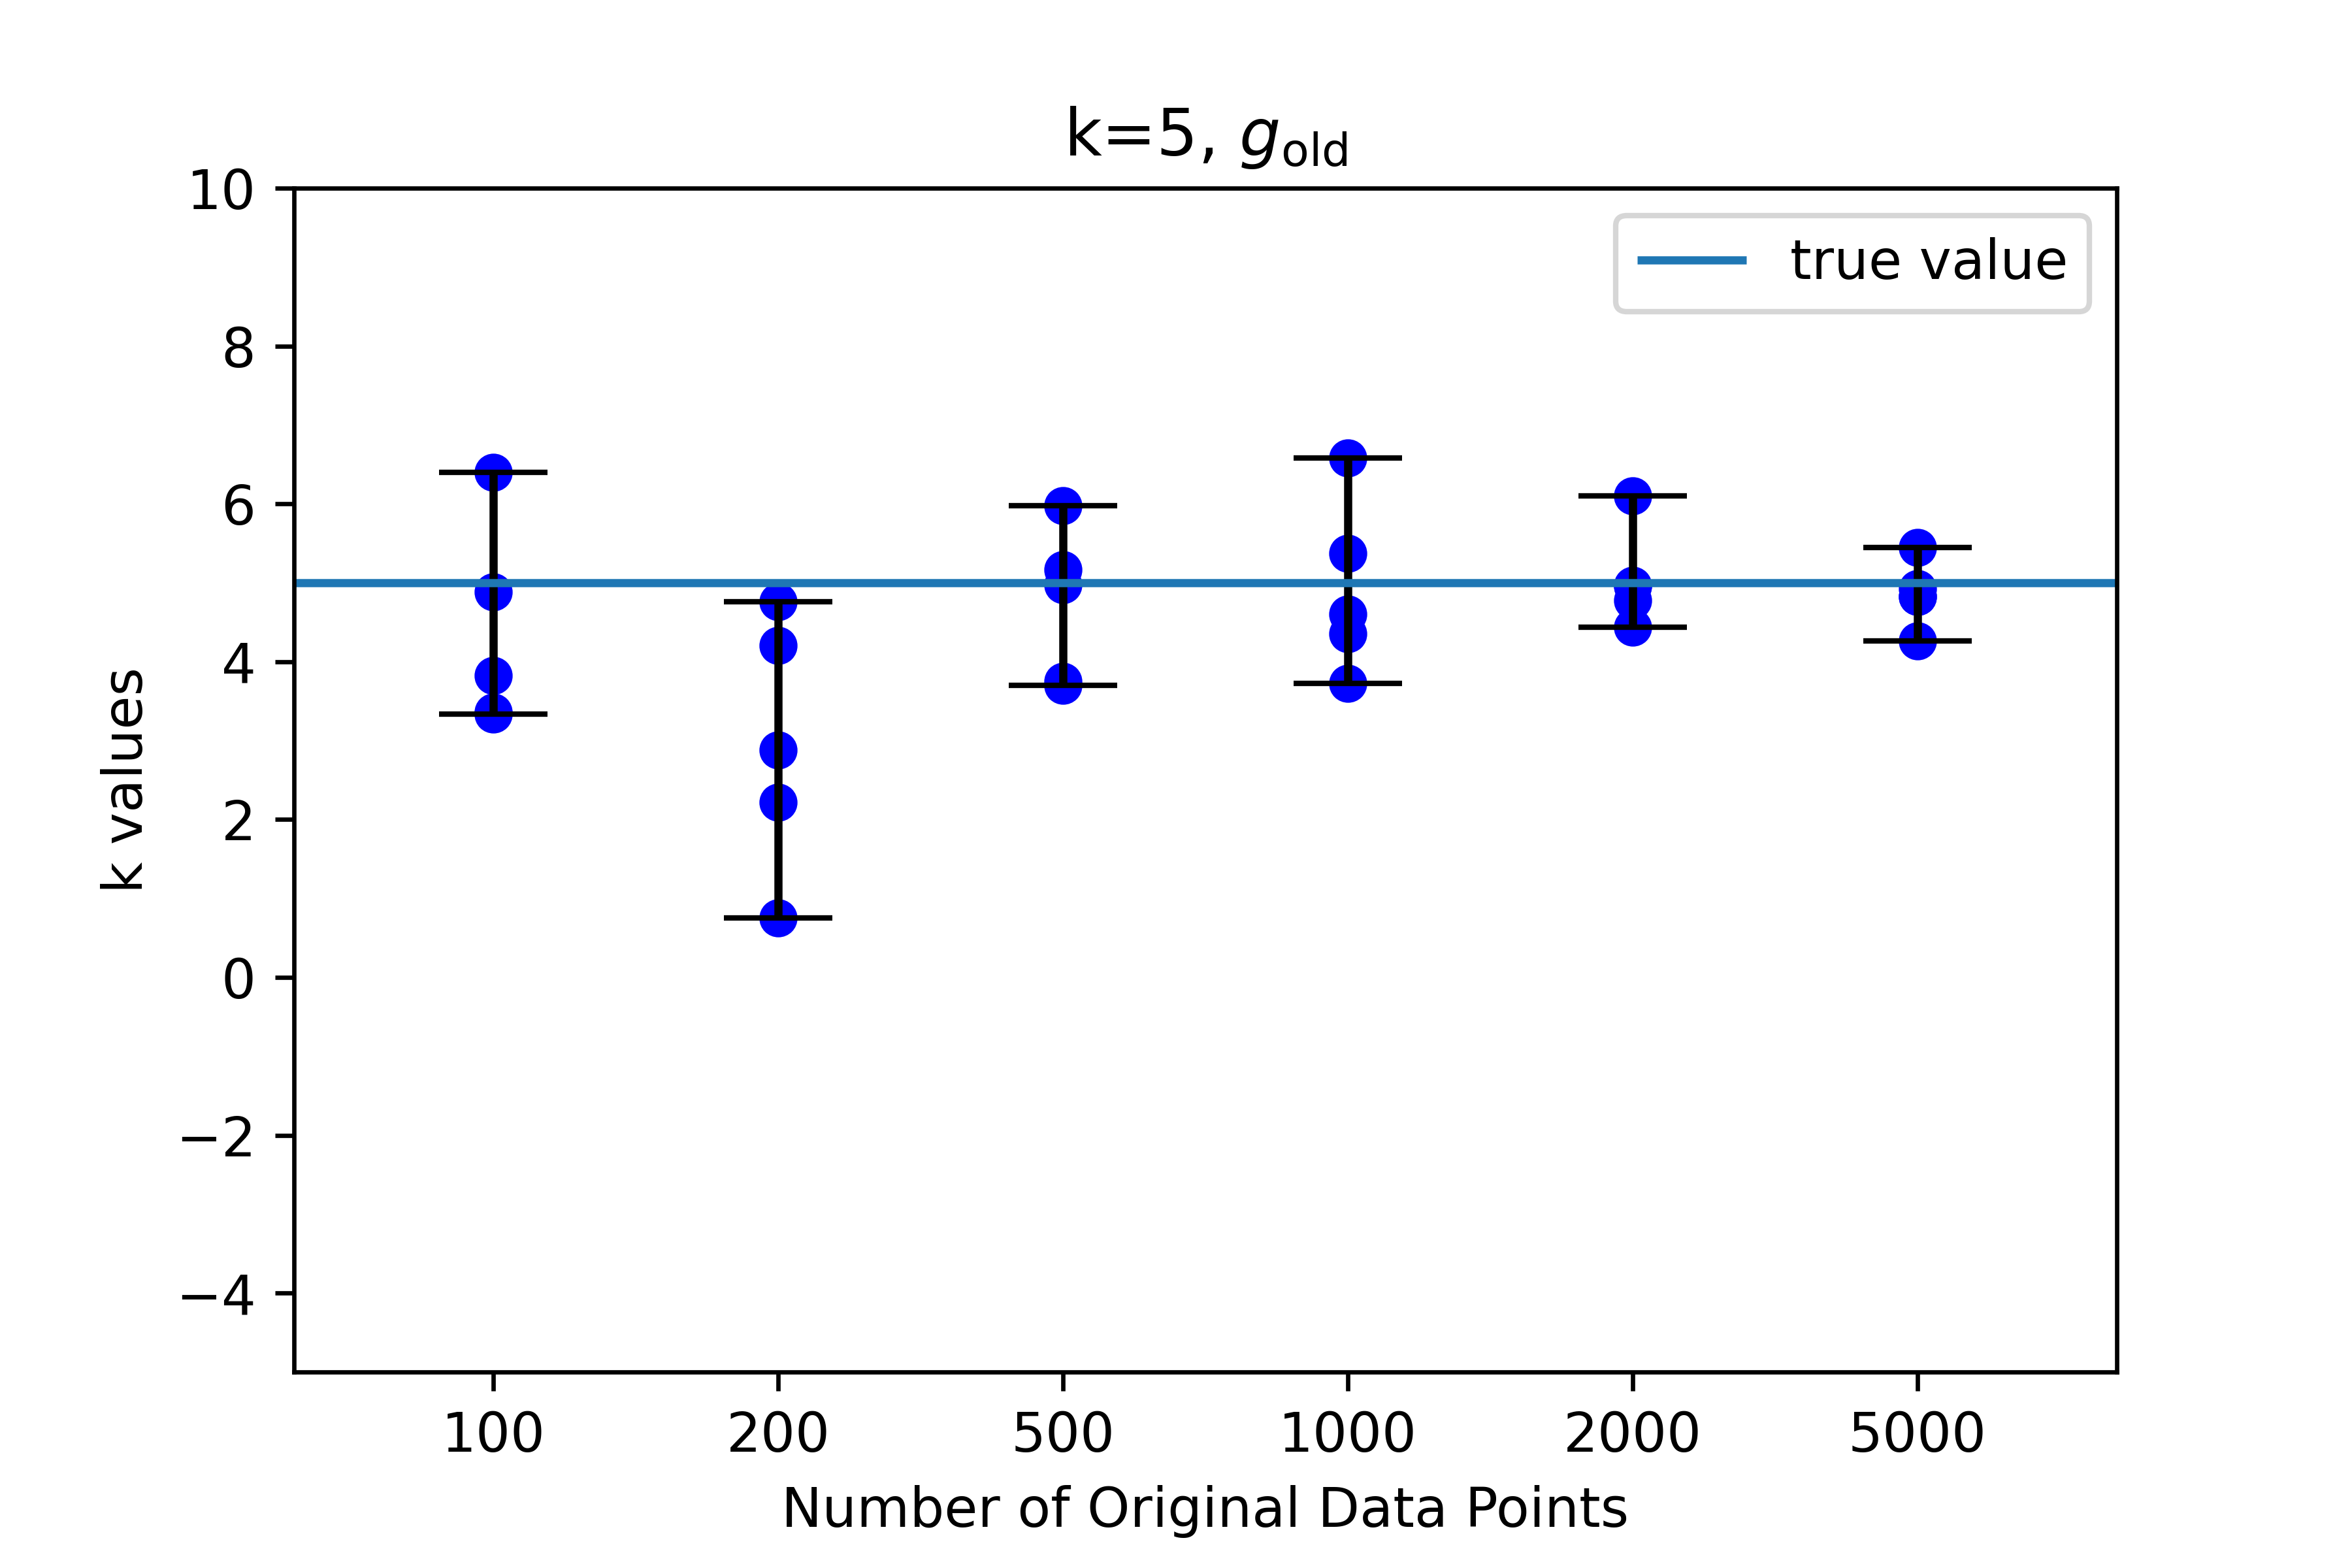 k=5, g_old
10
true value
8
6
4
2
0
−2
−4
k values
100 200 500 1000 2000 5000
Number of Original Data Points